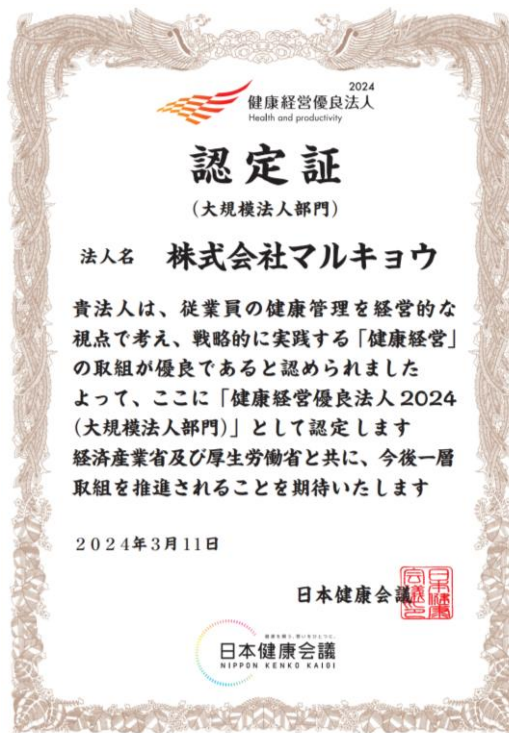 2024
健康経営優良法人
Health and productivity
認定証
(大規模法人部門)
法人名 株式会社マルキョウ
貴法人は、従業員の健康管理を経営的な
視点で考え、戦略的に実践する「健康経営」
の取組が優良であると認められました
よって、ここに「健康経営優良法人2024
(大規模法人部門)」として認定します
経済産業省及び厚生労働省と共に、今後一層
取組を推進されることを期待いたします
2024年3月11日
日本健康会議
日本健康会議
NIPPON KENKO KAIGI